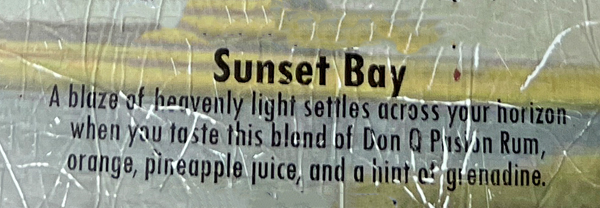 Sunset Bay
A blaze of heavenly light settles across your horizon
when you taste this blend of Don Q Pasion Rum,
orange, pineapple juice, and a hint of grenadine.